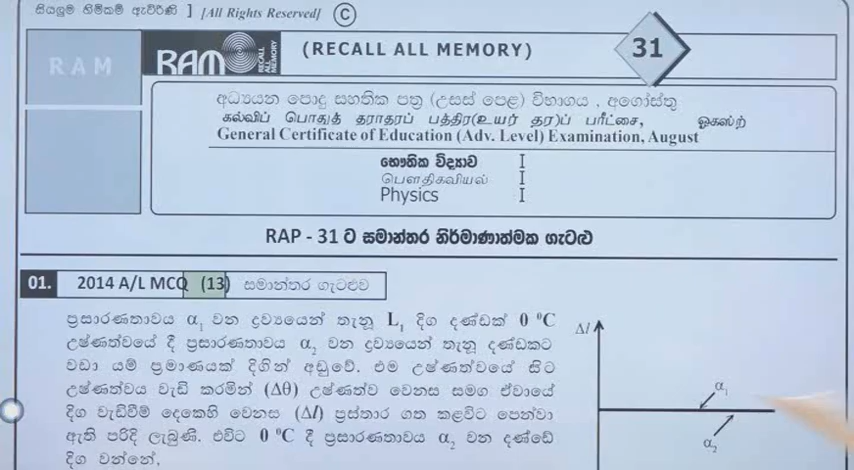 සියලුම හිමිකම් ඇවිරිණි ] [All Rights Reserved] C
RAM
RAM
RECALL ALL MEMORY
(RECALL ALL MEMORY)
31
අධ්‍යයන පොදු සහතික පත්‍ර (උසස් පෙළ) විභාගය , අගෝස්තු
கல்விப் பொதுத் தராதரப் பத்திர(உயர் தர)ப் பரீட்சை, ஓகஸ்ற்
General Certificate of Education (Adv. Level) Examination, August
භෞතික විද්‍යාව I
பௌதிகவியல் I
Physics I
RAP - 31 ට සමාන්තර නිර්මාණාත්මක ගැටළු
01. 2014 A/L MCQ (13) සමාන්තර ගැටළුව
ප්‍රසාරණතාවය α₁ වන ද්‍රව්‍යයෙන් තැනූ L₁ දිග දණ්ඩක් 0 ⁰C
උෂ්ණත්වයේ දී ප්‍රසාරණතාවය α₂ වන ද්‍රව්‍යයෙන් තැනූ දණ්ඩකට
වඩා යම් ප්‍රමාණයක් දිගින් අඩුවේ. එම උෂ්ණත්වයේ සිට
උෂ්ණත්වය වැඩි කරමින් (Δθ) උෂ්ණත්ව වෙනස සමග ඒවායේ
දිග වැඩිවීම් දෙකෙහි වෙනස (Δl) ප්‍රස්තාර ගත කළවිට පෙන්වා
ඇති පරිදි ලැබුණි. එවිට 0 ⁰C දී ප්‍රසාරණතාවය α₂ වන දණ්ඩේ
දිග වන්නේ,
Δl
α₁
α₂